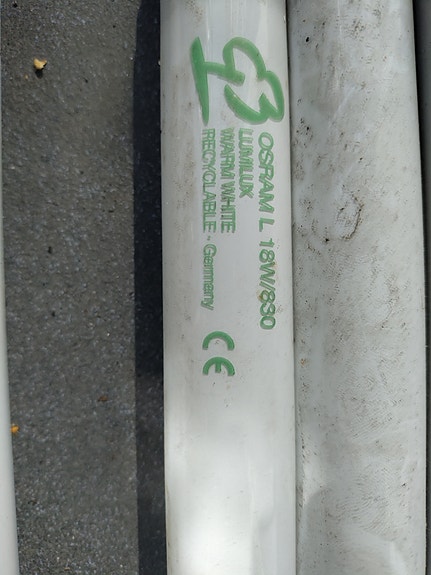 OSRAM L 18W/830
LUMILUX
WARM WHITE
RECYCLABLE - Germany
CE